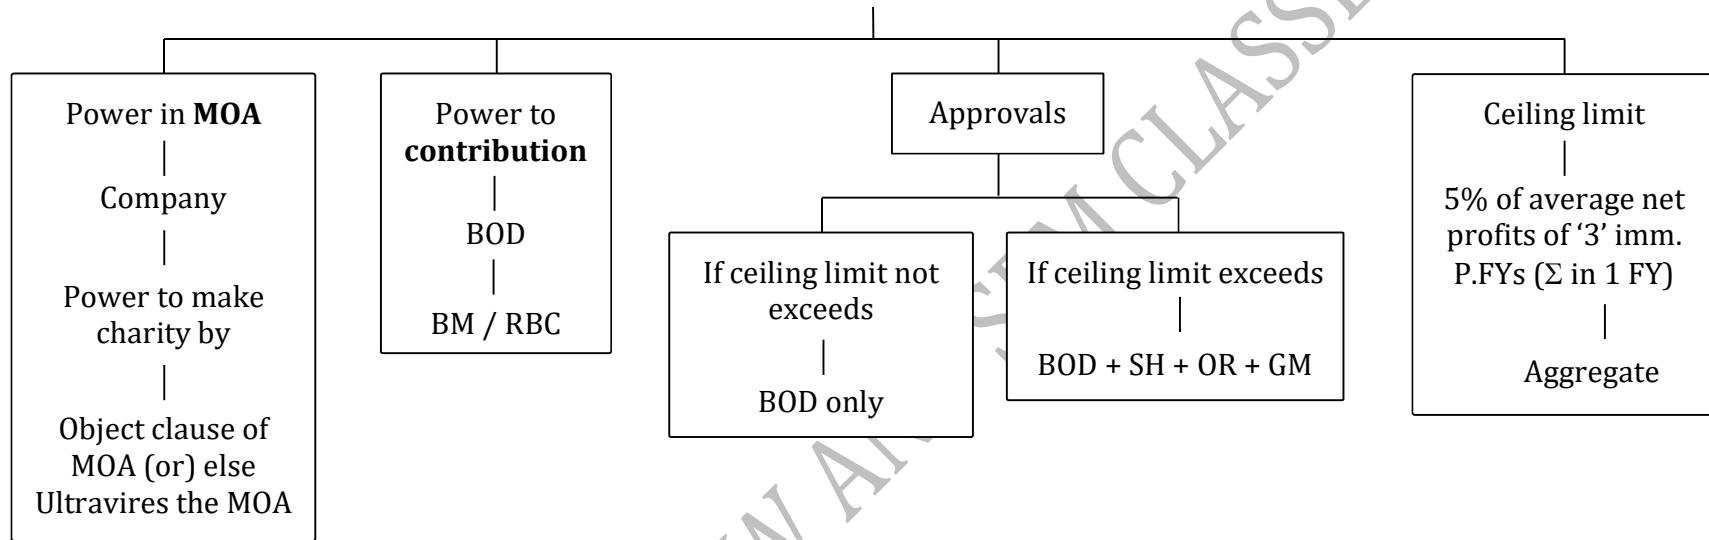 Power in MOA
Company
Power to make
charity by
Object clause of
MOA (or) else
Ultravires the MOA
Power to
contribution
BOD
BM / RBC
Approvals
If ceiling limit not
exceeds
BOD only
If ceiling limit exceeds
BOD + SH + OR + GM
Ceiling limit
5% of average net
profits of ‘3’ imm.
P.FYs (Σ in 1 FY)
Aggregate